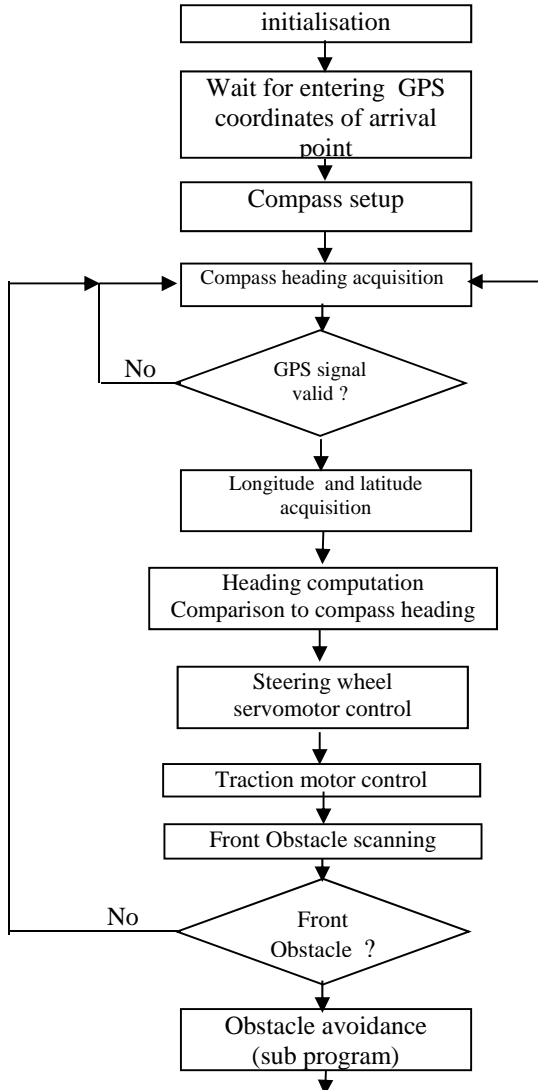 initialisation
Wait for entering GPS
coordinates of arrival
point
Compass setup
Compass heading acquisition
No
GPS signal
valid ?
Longitude and latitude
acquisition
Heading computation
Comparison to compass heading
Steering wheel
servomotor control
Traction motor control
Front Obstacle scanning
No
Front
Obstacle ?
Obstacle avoidance
(sub program)